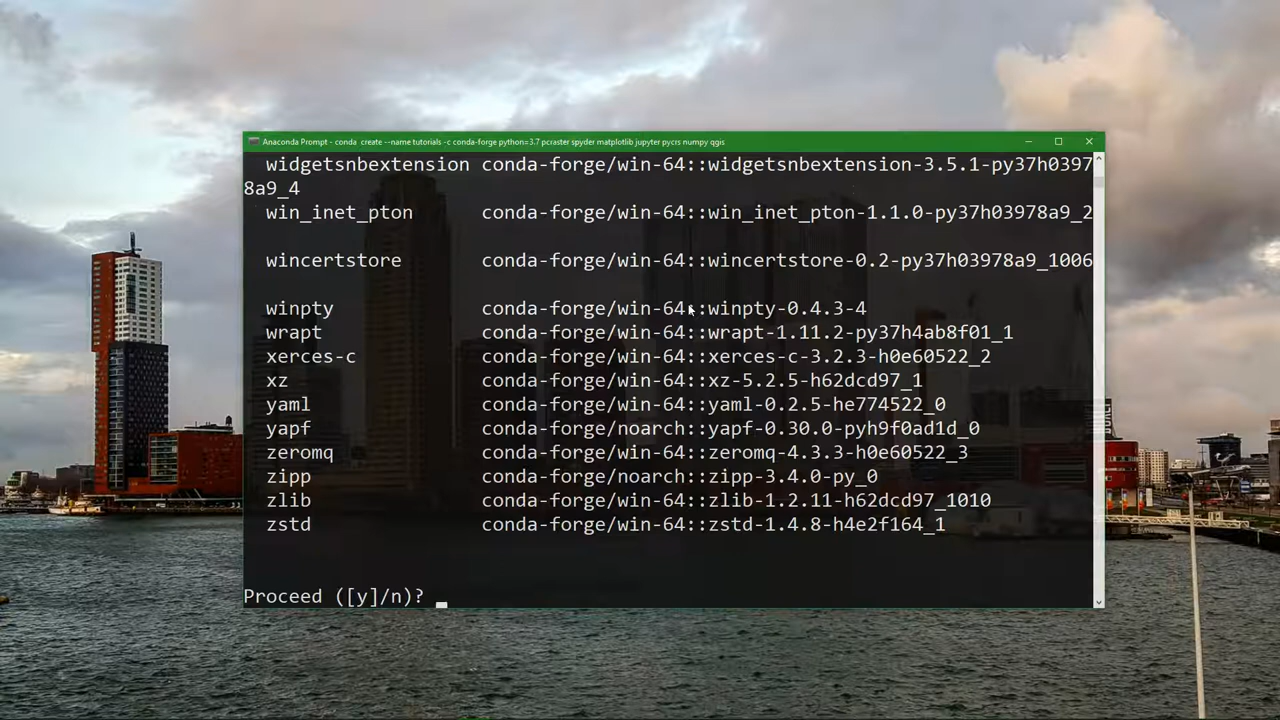 Anaconda Prompt - conda create --name tutorials -c conda-forge python=3.7 pcraster spyder matplotlib jupyter pycrs numpy qgis
widgetsnbextension conda-forge/win-64::widgetsnbextension-3.5.1-py37h0397
8a9_4
win_inet_pton conda-forge/win-64::win_inet_pton-1.1.0-py37h03978a9_2
wincertstore conda-forge/win-64::wincertstore-0.2-py37h03978a9_1006
winpty conda-forge/win-64::winpty-0.4.3-4
wrapt conda-forge/win-64::wrapt-1.11.2-py37h4ab8f01_1
xerces-c conda-forge/win-64::xerces-c-3.2.3-h0e60522_2
xz conda-forge/win-64::xz-5.2.5-h62dcd97_1
yaml conda-forge/win-64::yaml-0.2.5-he774522_0
yapf conda-forge/noarch::yapf-0.30.0-pyh9f0ad1d_0
zeromq conda-forge/win-64::zeromq-4.3.3-h0e60522_3
zipp conda-forge/noarch::zipp-3.4.0-py_0
zlib conda-forge/win-64::zlib-1.2.11-h62dcd97_1010
zstd conda-forge/win-64::zstd-1.4.8-h4e2f164_1
Proceed ([y]/n)?